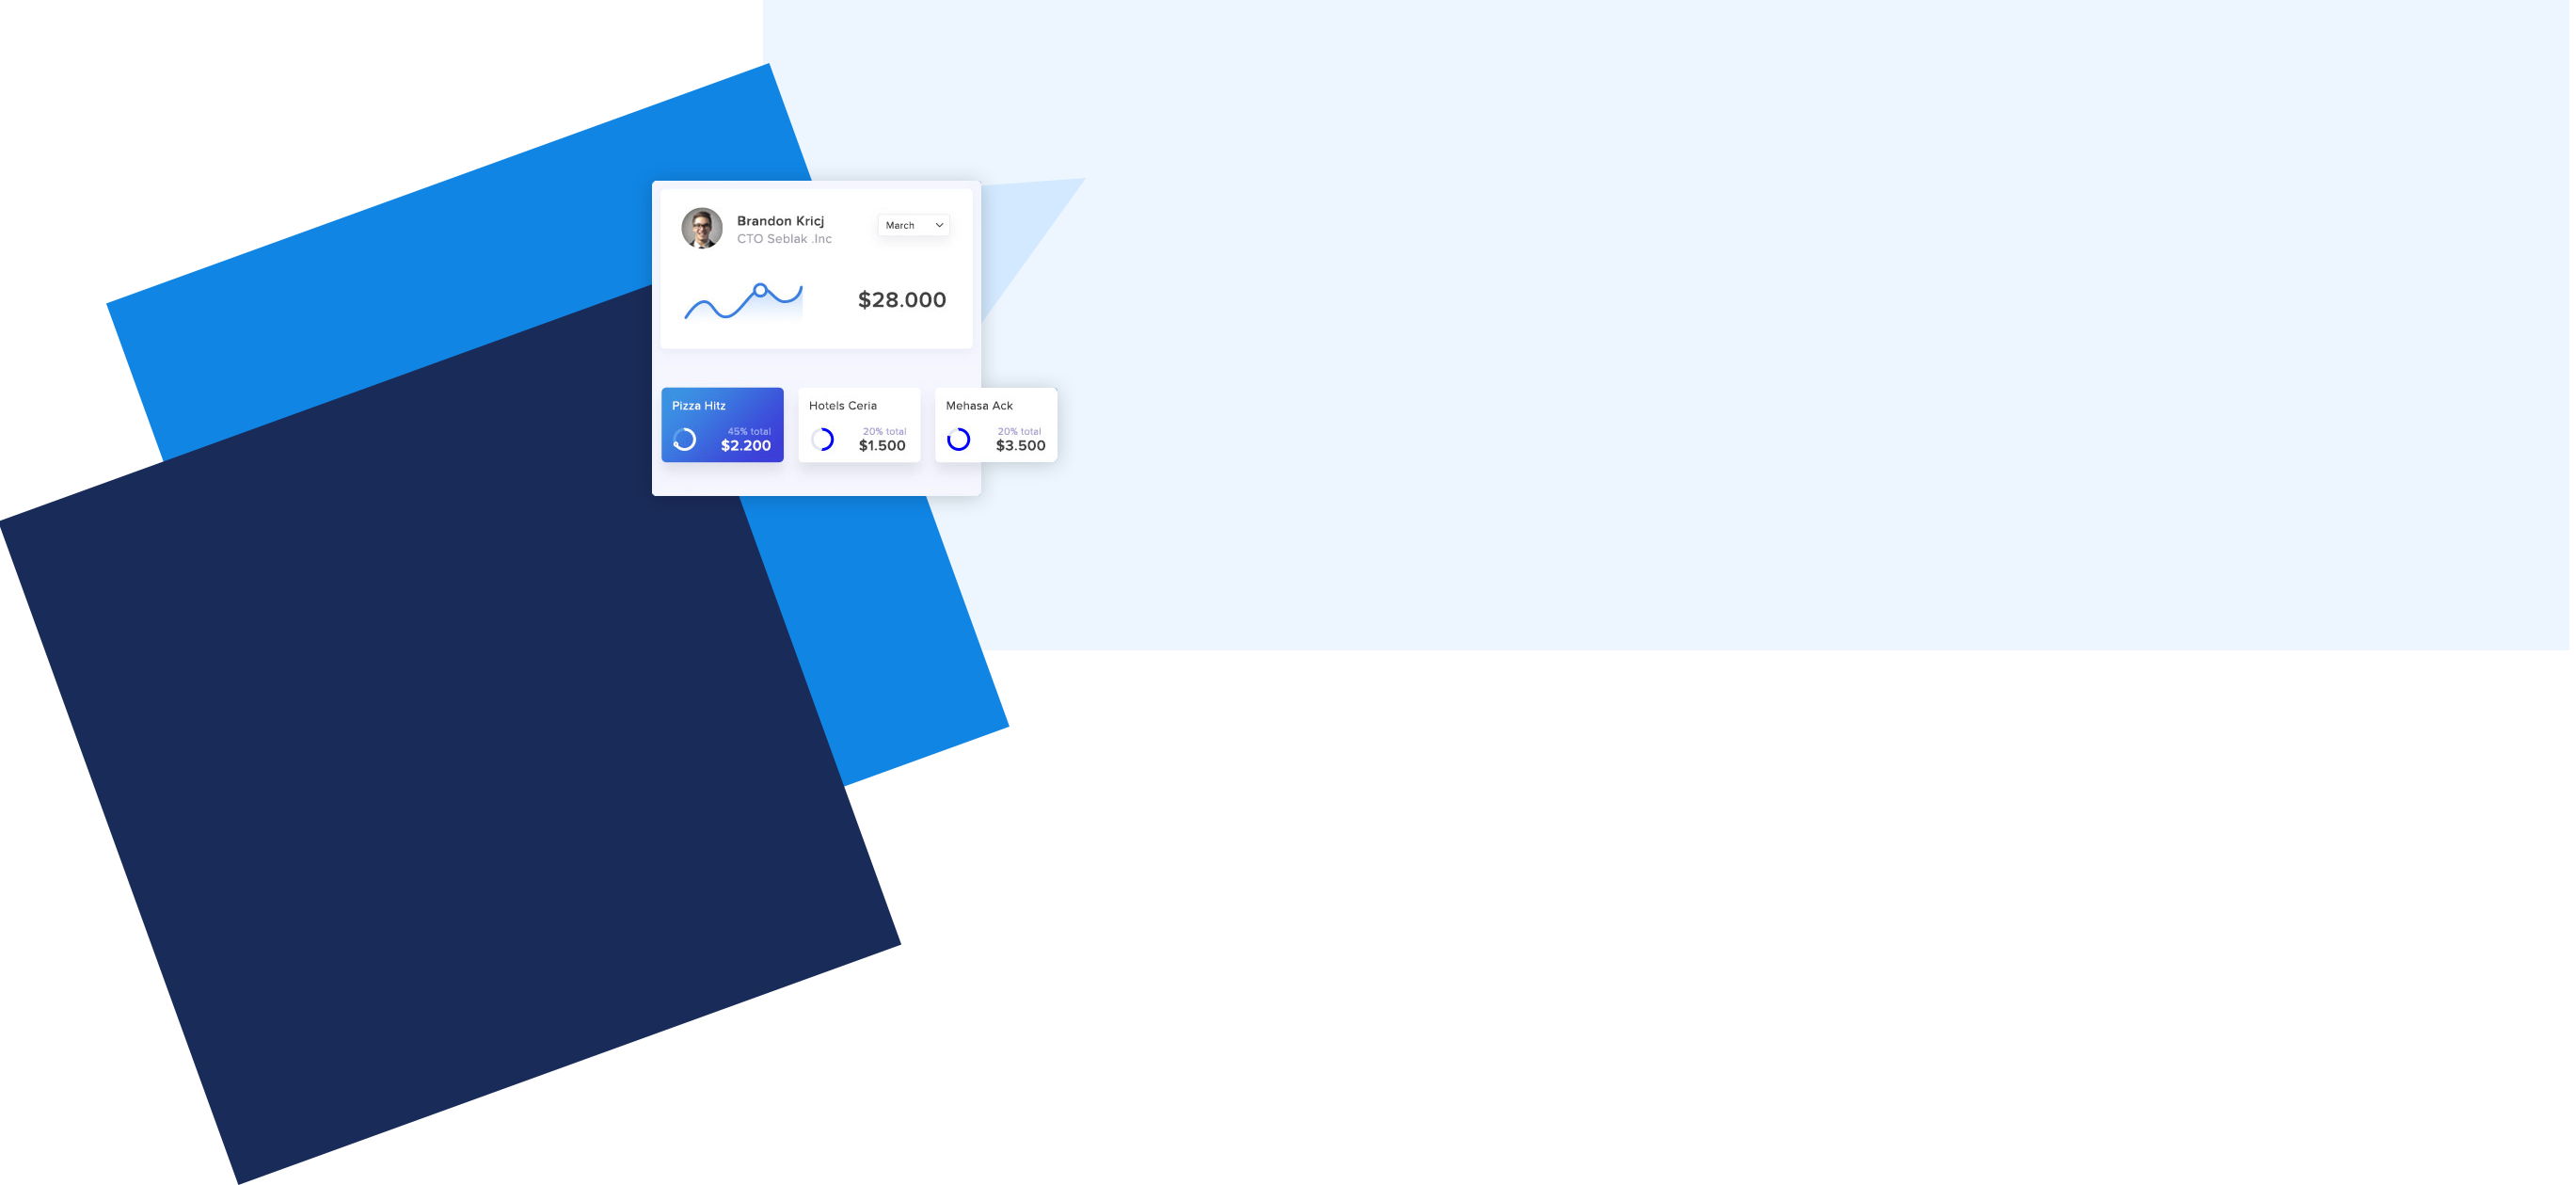 Brandon Kricj
CTO Seblak .Inc
March
$28.000
Pizza Hitz
45% total
$2.200
Hotels Ceria
20% total
$1.500
Mehasa Ack
20% total
$3.500